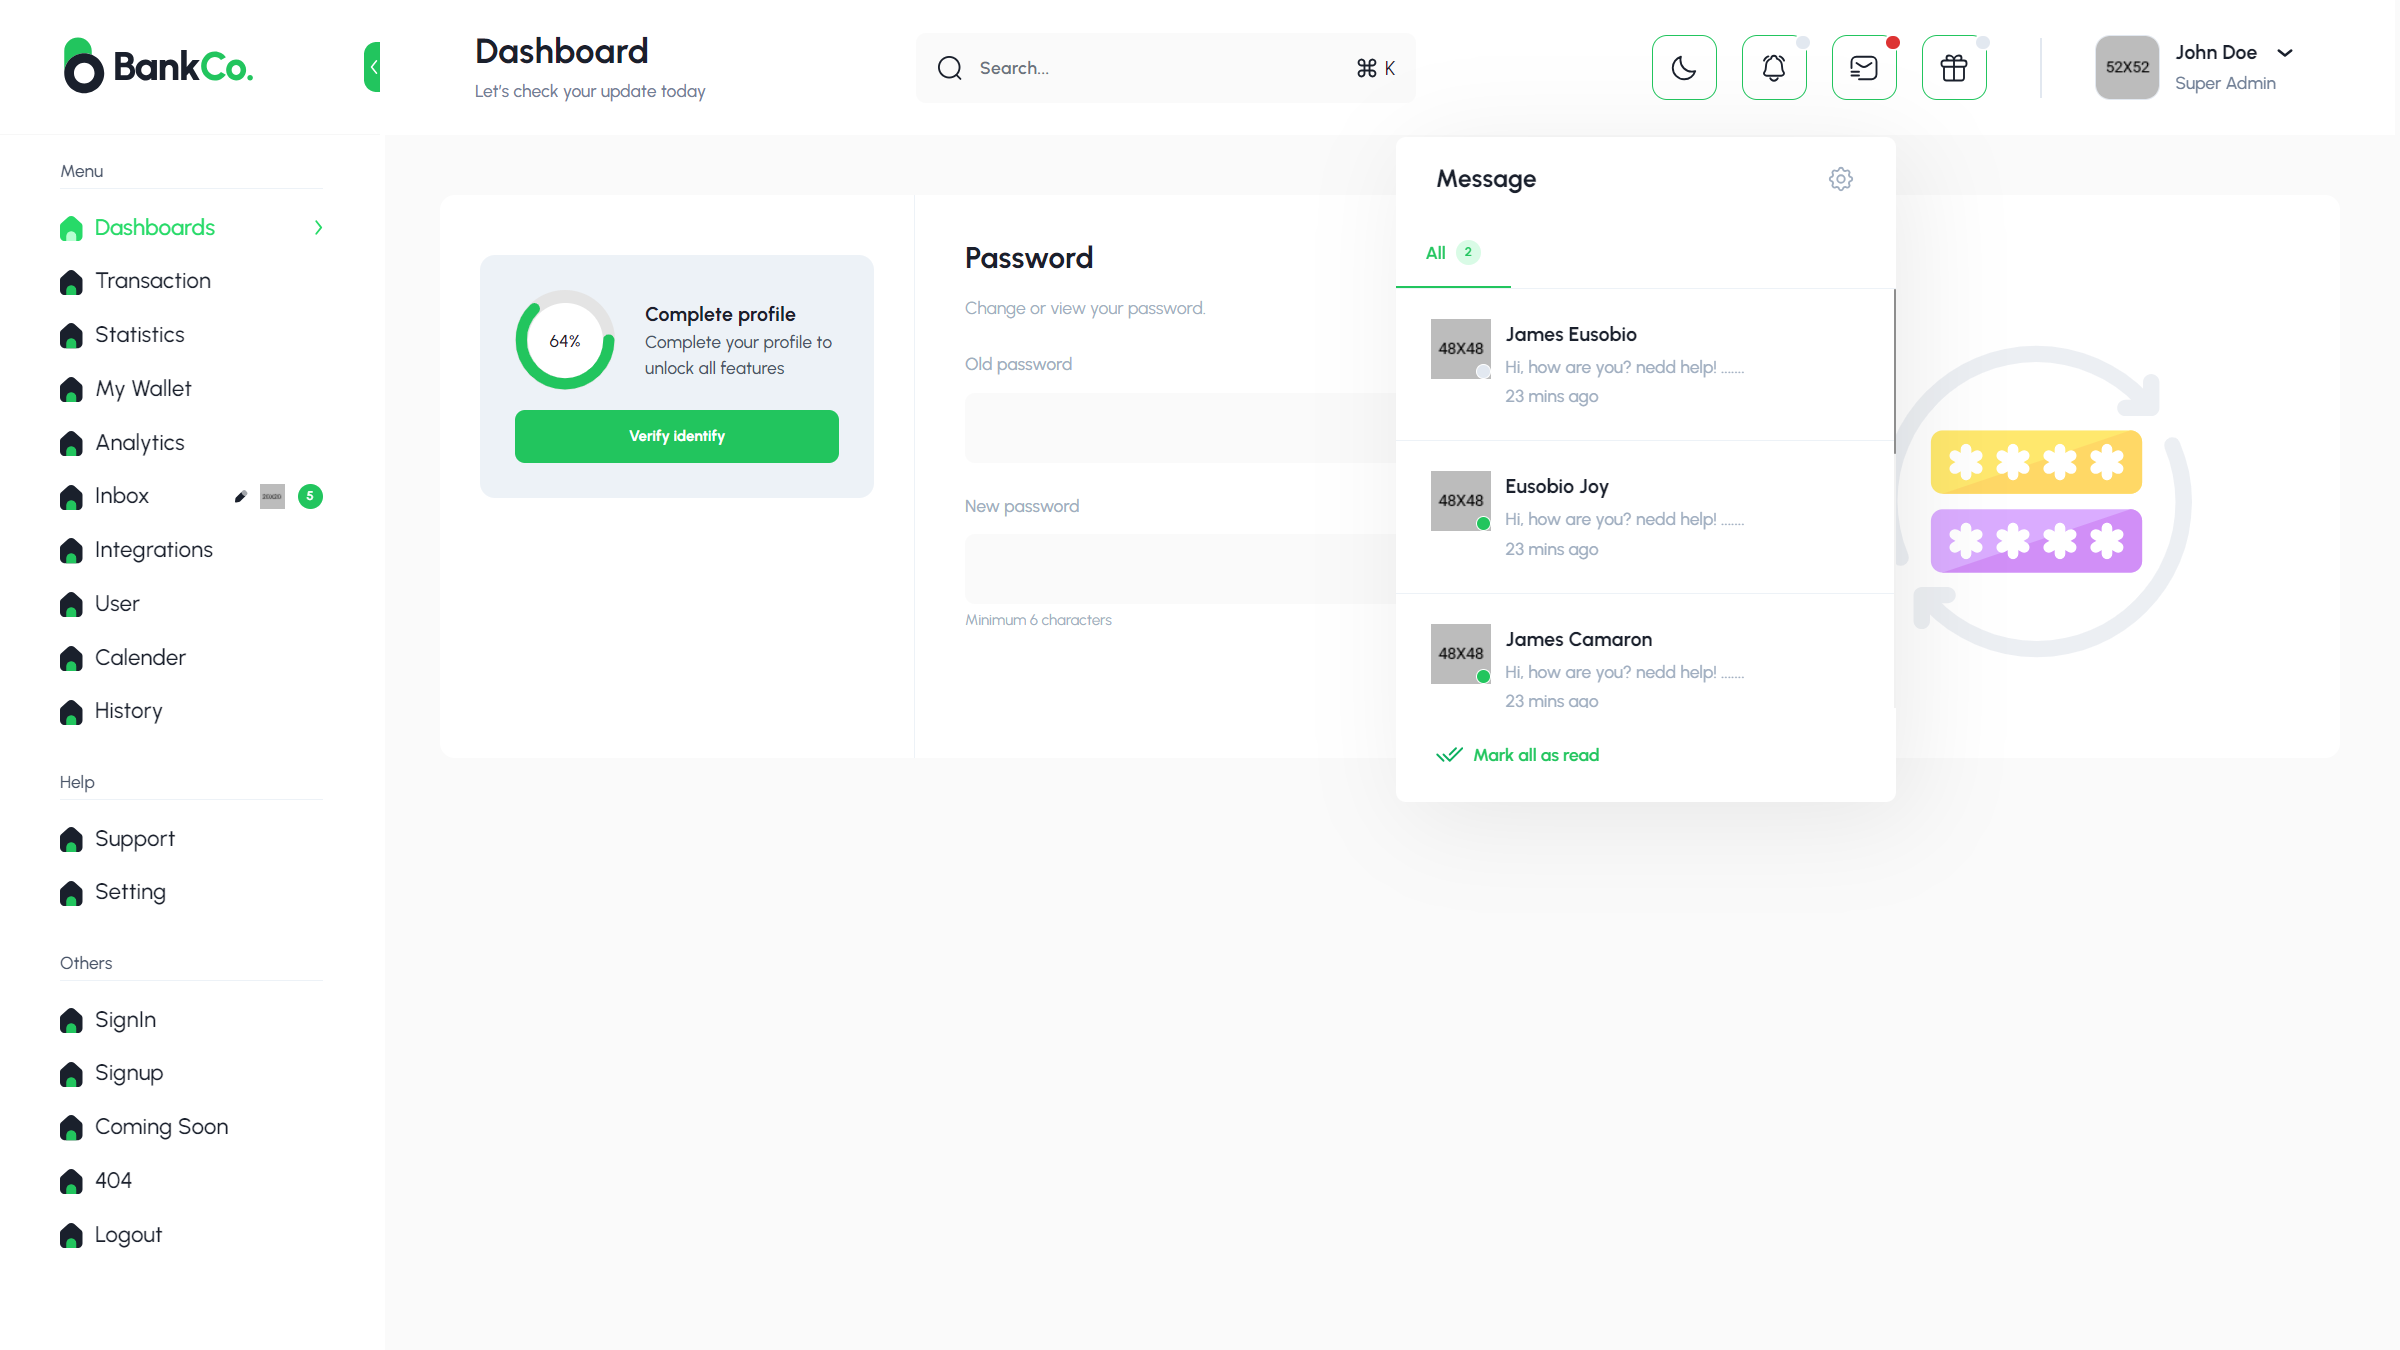 BankCo.
Dashboard
Let's check your update today
Search...
⌘ K
52X52
John Doe
Super Admin
Menu
Dashboards
Transaction
Statistics
My Wallet
Analytics
Inbox
20x20
5
Integrations
User
Calender
History
Help
Support
Setting
Others
SignIn
Signup
Coming Soon
404
Logout
64%
Complete profile
Complete your profile to
unlock all features
Verify identify
Password
Change or view your password.
Old password
New password
Minimum 6 characters
Message
All 2
48X48
James Eusobio
Hi, how are you? nedd help! .......
23 mins ago
48X48
Eusobio Joy
Hi, how are you? nedd help! .......
23 mins ago
48X48
James Camaron
Hi, how are you? nedd help! .......
23 mins ago
Mark all as read